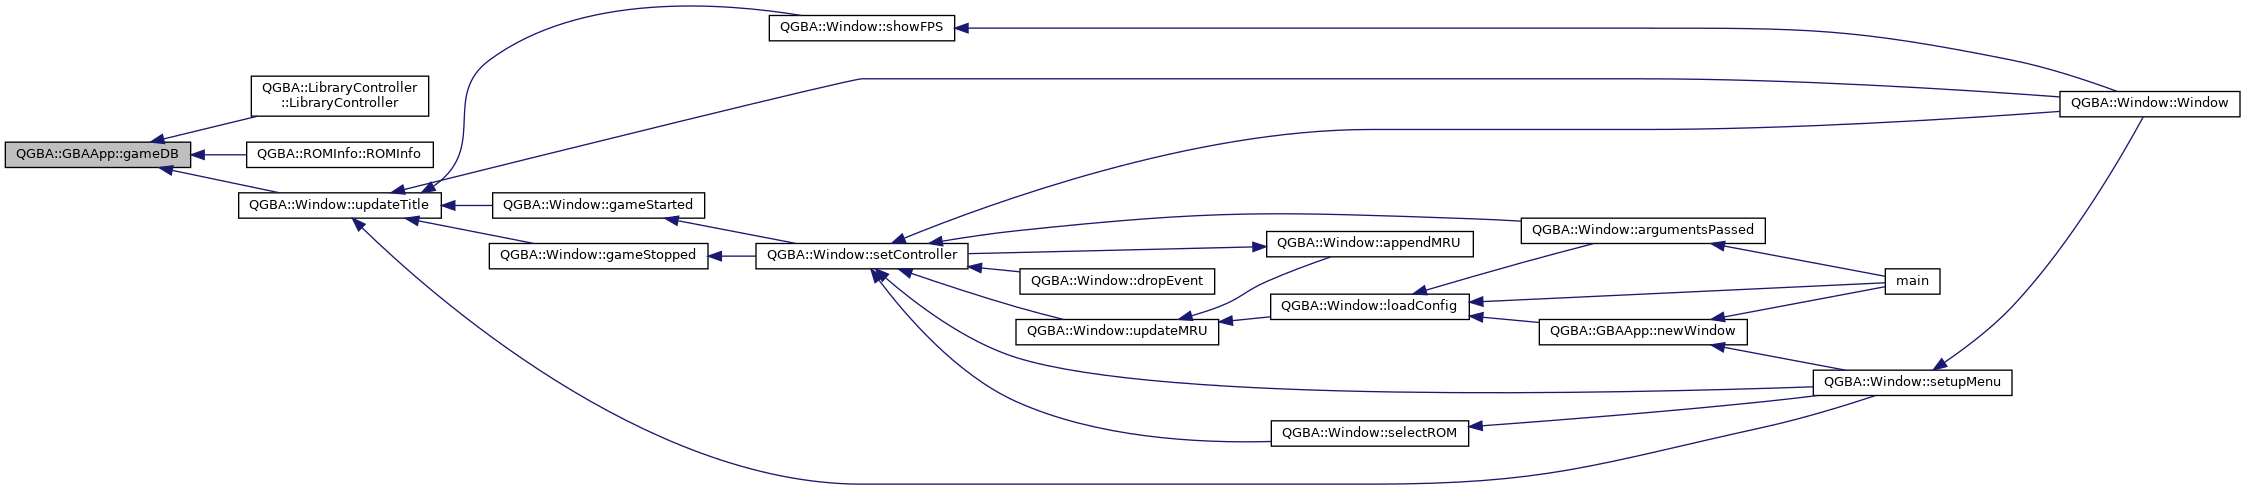 QGBA::Window::showFPS
QGBA::LibraryController
::LibraryController
QGBA::Window::Window
QGBA::GBAApp::gameDB
QGBA::ROMInfo::ROMInfo
QGBA::Window::updateTitle
QGBA::Window::gameStarted
QGBA::Window::argumentsPassed
QGBA::Window::appendMRU
QGBA::Window::gameStopped
QGBA::Window::setController
QGBA::Window::dropEvent
main
QGBA::Window::loadConfig
QGBA::Window::updateMRU
QGBA::GBAApp::newWindow
QGBA::Window::setupMenu
QGBA::Window::selectROM